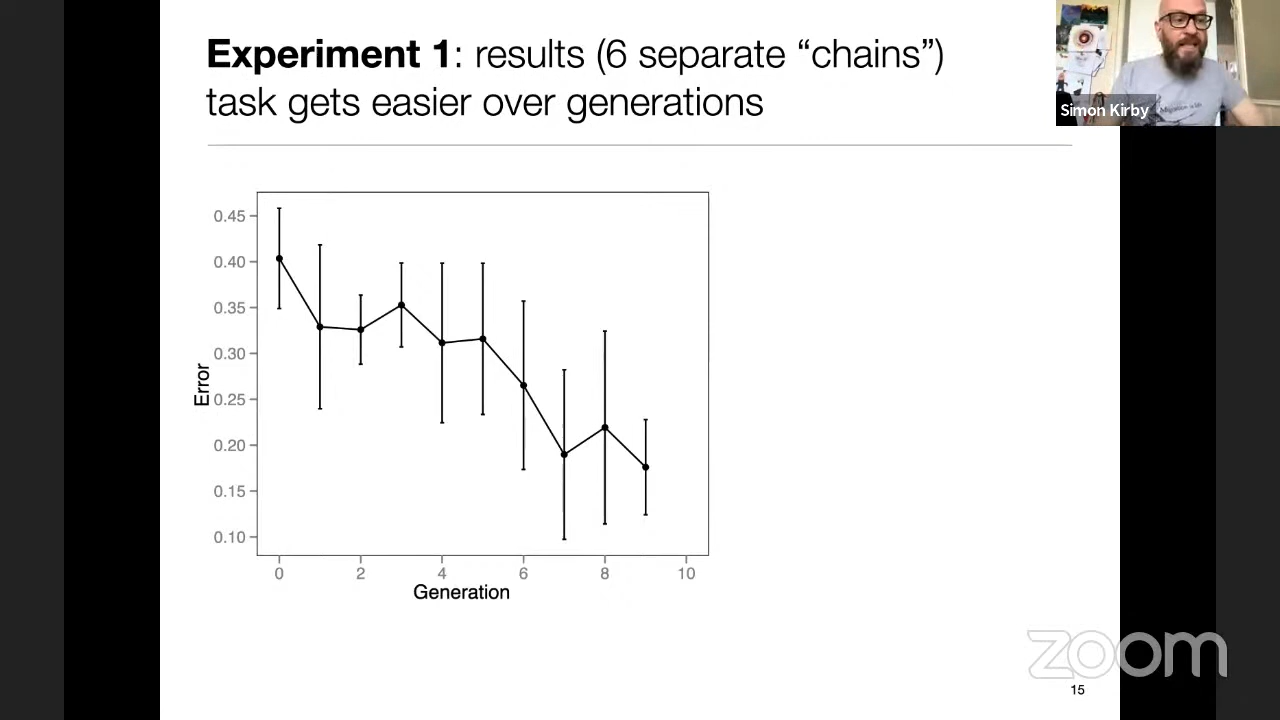 Experiment 1: results (6 separate “chains”)
task gets easier over generations
Simon Kirby
0.45
0.40
0.35
0.30
0.25
0.20
0.15
0.10
Error
0 2 4 6 8 10
Generation
zoom
15